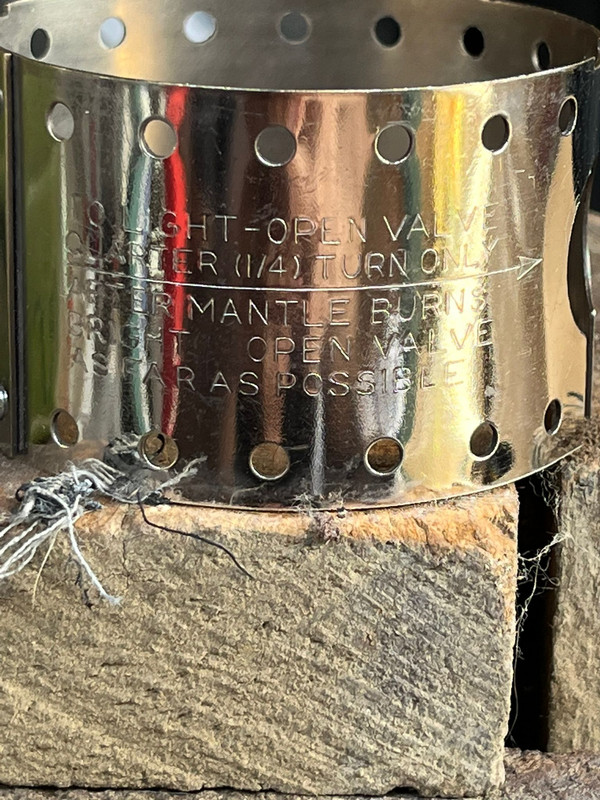 TO LIGHT-OPEN VALVE
QUARTER (1/4) TURN ONLY
AFTER MANTLE BURNS
BRIGHT OPEN VALVE
AS FAR AS POSSIBLE